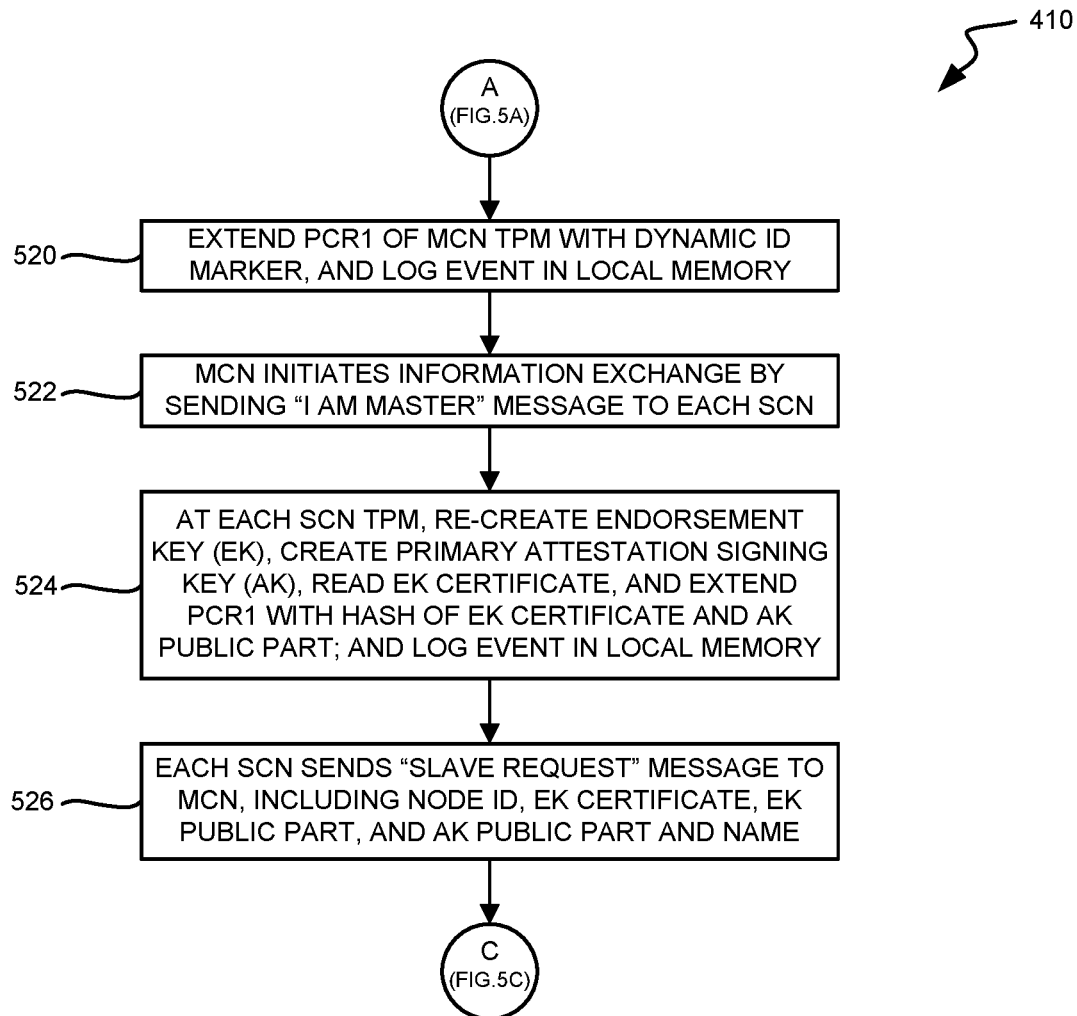 410
A
(FIG.5A)
520
EXTEND PCR1 OF MCN TPM WITH DYNAMIC ID
MARKER, AND LOG EVENT IN LOCAL MEMORY
522
MCN INITIATES INFORMATION EXCHANGE BY
SENDING “I AM MASTER” MESSAGE TO EACH SCN
524
AT EACH SCN TPM, RE-CREATE ENDORSEMENT
KEY (EK), CREATE PRIMARY ATTESTATION SIGNING
KEY (AK), READ EK CERTIFICATE, AND EXTEND
PCR1 WITH HASH OF EK CERTIFICATE AND AK
PUBLIC PART; AND LOG EVENT IN LOCAL MEMORY
526
EACH SCN SENDS “SLAVE REQUEST” MESSAGE TO
MCN, INCLUDING NODE ID, EK CERTIFICATE, EK
PUBLIC PART, AND AK PUBLIC PART AND NAME
C
(FIG.5C)